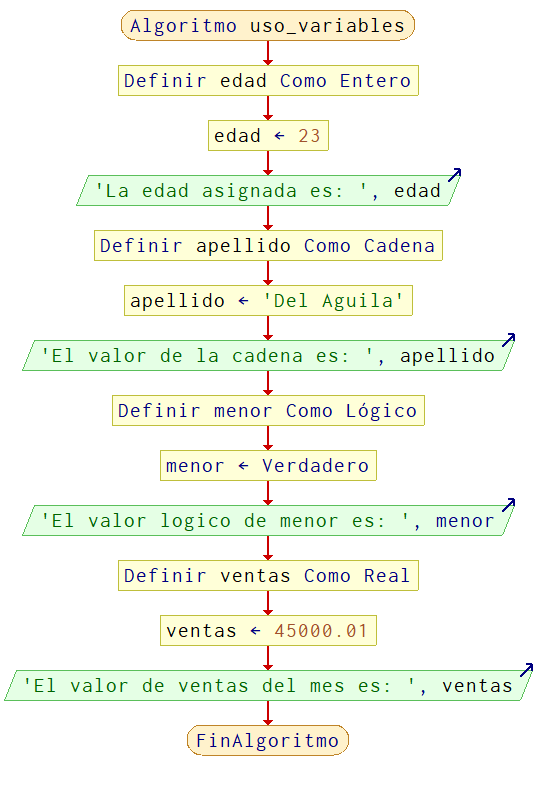 Algoritmo uso_variables
Definir edad Como Entero
edad ← 23
'La edad asignada es: ', edad
Definir apellido Como Cadena
apellido ← 'Del Aguila'
'El valor de la cadena es: ', apellido
Definir menor Como Lógico
menor ← Verdadero
'El valor logico de menor es: ', menor
Definir ventas Como Real
ventas ← 45000.01
'El valor de ventas del mes es: ', ventas
FinAlgoritmo